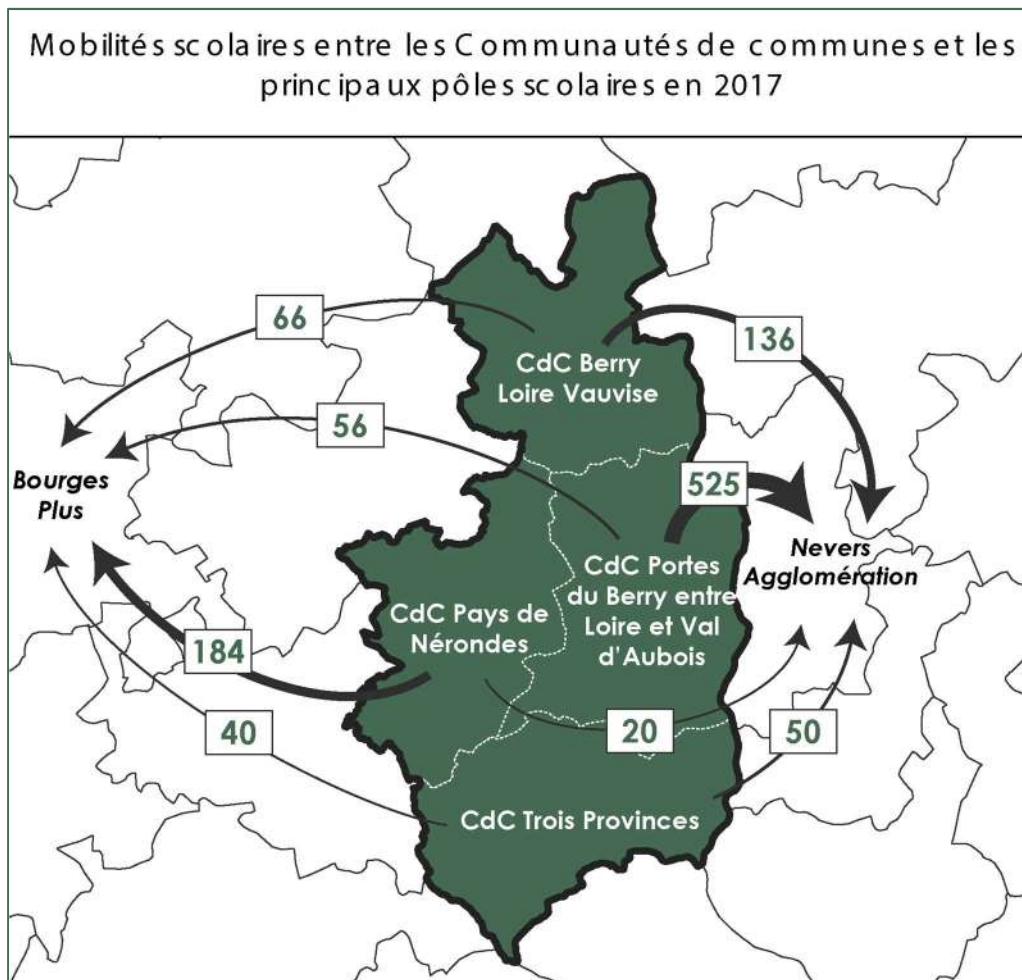 Mobilités scolaires entre les Communautés de communes et les
principaux pôles scolaires en 2017
66
136
CdC Berry
Loire Vauvise
56
525
Bourges
Plus
Nevers
Agglomération
CdC Portes
du Berry entre
Loire et Val
d'Aubois
CdC Pays de
Nérondes
184
40
20
50
CdC Trois Provinces